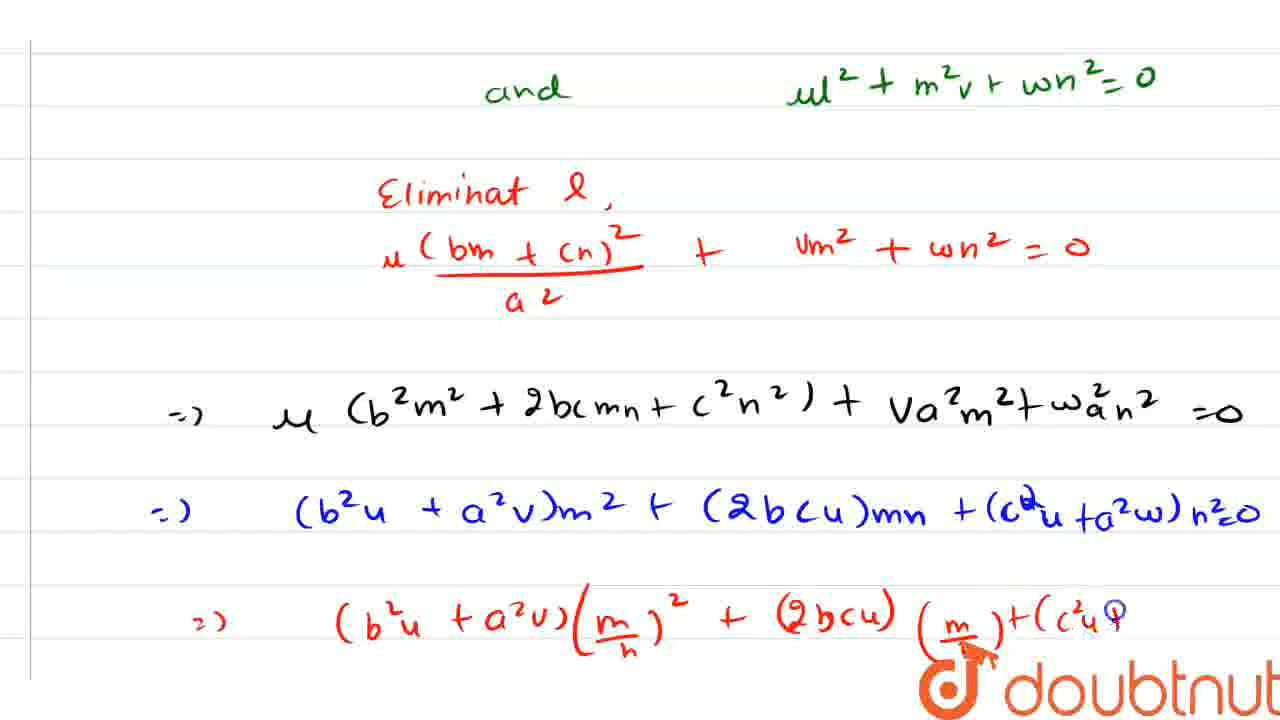 and ul² + m²v + wn² = 0
Eliminat l,
u (bm + cn)² / a² + vm² + wn² = 0
=) u (b²m² + 2bcmn + c²n²) + va²m² + wa²n² = 0
=) (b²u + a²v)m² + (2bcu)mn + (c²u + a²w)n² = 0
=) (b²u + a²v)(m/n)² + (2bcu)(m/n) + (c²u +
doubtnut